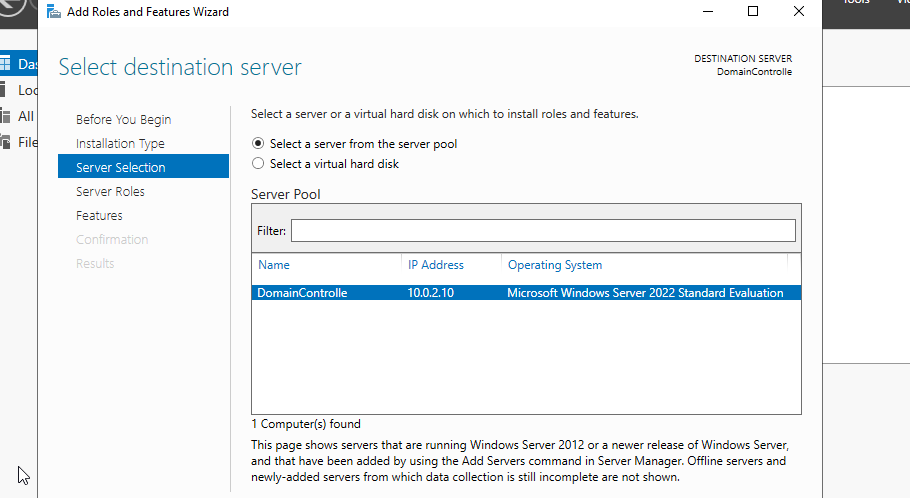 Tools
Add Roles and Features Wizard
Select destination server
DESTINATION SERVER
DomainControlle
Before You Begin
Installation Type
Server Selection
Server Roles
Features
Confirmation
Results
Select a server or a virtual hard disk on which to install roles and features.
Select a server from the server pool
Select a virtual hard disk
Server Pool
Filter:
Name IP Address Operating System
DomainControlle 10.0.2.10 Microsoft Windows Server 2022 Standard Evaluation
1 Computer(s) found
This page shows servers that are running Windows Server 2012 or a newer release of Windows Server,
and that have been added by using the Add Servers command in Server Manager. Offline servers and
newly-added servers from which data collection is still incomplete are not shown.
Das
Loc
All
File